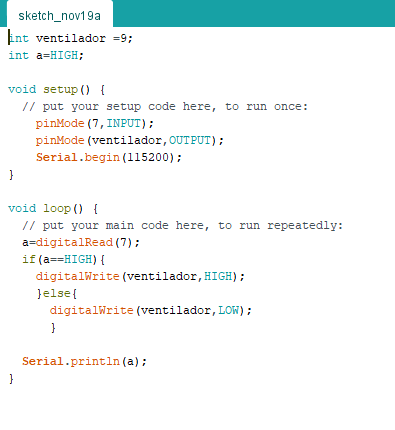 sketch_nov19a
int ventilador =9;
int a=HIGH;
void setup() {
// put your setup code here, to run once:
pinMode(7,INPUT);
pinMode(ventilador,OUTPUT);
Serial.begin(115200);
}
void loop() {
// put your main code here, to run repeatedly:
a=digitalRead(7);
if(a==HIGH){
digitalWrite(ventilador,HIGH);
}else{
digitalWrite(ventilador,LOW);
}
Serial.println(a);
}